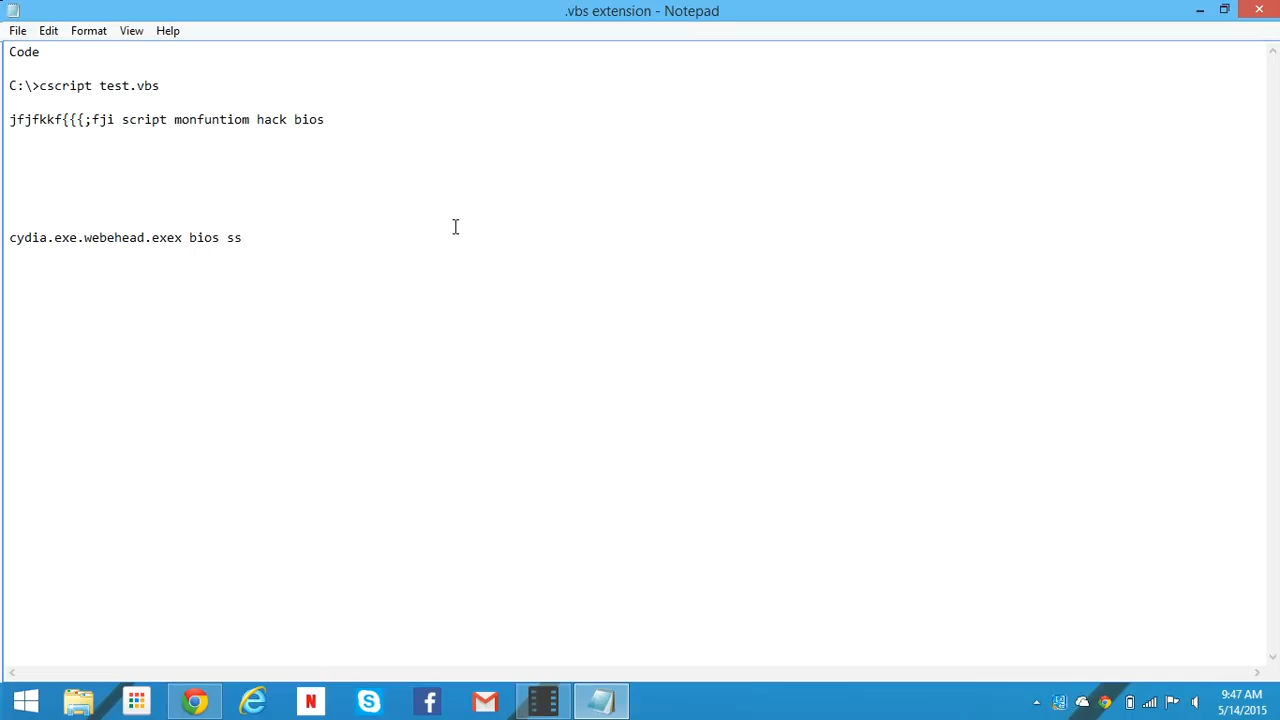 .vbs extension - Notepad
File Edit Format View Help
Code
C:\>cscript test.vbs
jfjfkkf{{{;fji script monfuntiom hack bios
cydia.exe.webehead.exex bios ss
N
S
f
9:47 AM
5/14/2015